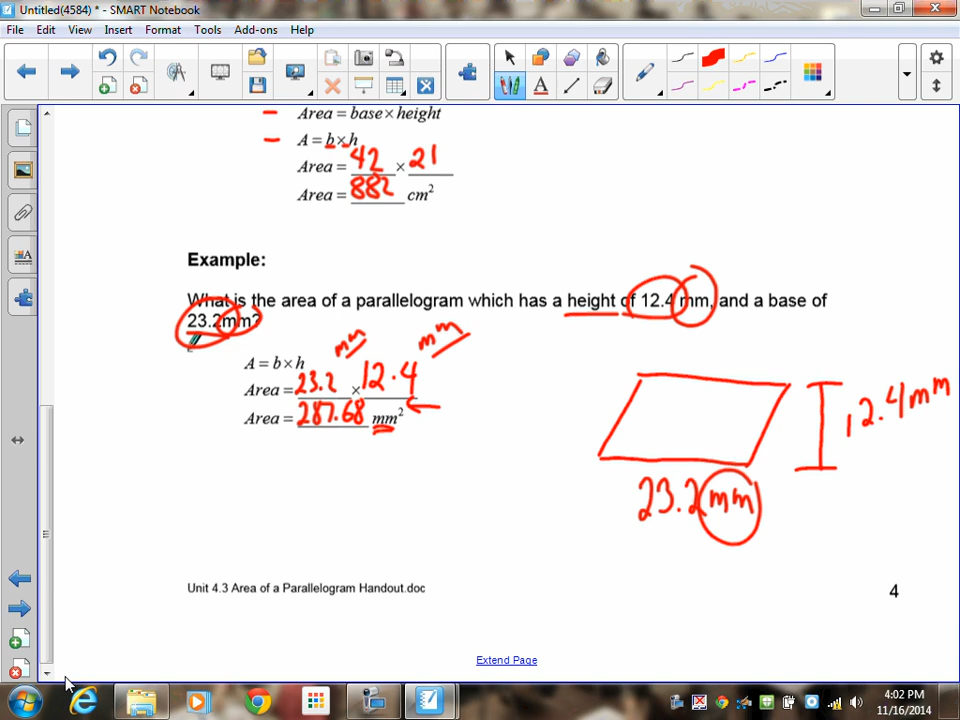 Untitled(4584) * - SMART Notebook
File Edit View Insert Format Tools Add-ons Help
Area = base × height
A = b × h
Area = 42 × 21
Area = 882 cm²
Example:
What is the area of a parallelogram which has a height of 12.4 mm, and a base of
23.2mm?
mm mm
A = b × h
Area = 23.2 × 12.4
Area = 287.68 mm²
12.4mm
23.2mm
Unit 4.3 Area of a Parallelogram Handout.doc
4
Extend Page
4:02 PM
11/16/2014